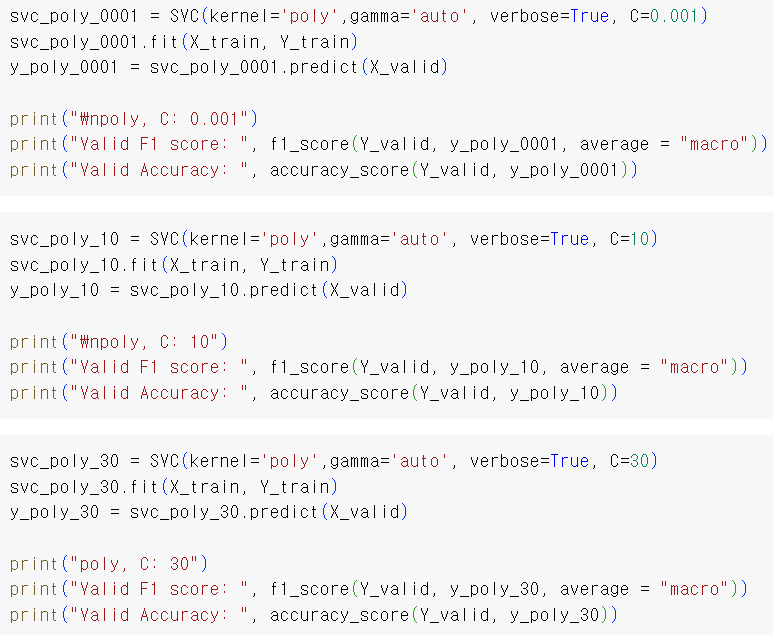 svc_poly_0001 = SVC(kernel='poly',gamma='auto', verbose=True, C=0.001)
svc_poly_0001.fit(X_train, Y_train)
y_poly_0001 = svc_poly_0001.predict(X_valid)
print("₩npoly, C: 0.001")
print("Valid F1 score: ", f1_score(Y_valid, y_poly_0001, average = "macro"))
print("Valid Accuracy: ", accuracy_score(Y_valid, y_poly_0001))
svc_poly_10 = SVC(kernel='poly',gamma='auto', verbose=True, C=10)
svc_poly_10.fit(X_train, Y_train)
y_poly_10 = svc_poly_10.predict(X_valid)
print("₩npoly, C: 10")
print("Valid F1 score: ", f1_score(Y_valid, y_poly_10, average = "macro"))
print("Valid Accuracy: ", accuracy_score(Y_valid, y_poly_10))
svc_poly_30 = SVC(kernel='poly',gamma='auto', verbose=True, C=30)
svc_poly_30.fit(X_train, Y_train)
y_poly_30 = svc_poly_30.predict(X_valid)
print("poly, C: 30")
print("Valid F1 score: ", f1_score(Y_valid, y_poly_30, average = "macro"))
print("Valid Accuracy: ", accuracy_score(Y_valid, y_poly_30))